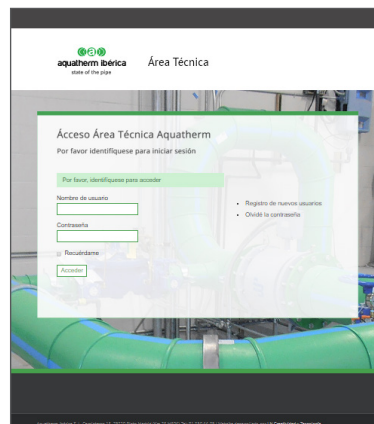 aquatherm ibérica
state of the pipe
Área Técnica
Ácceso Área Técnica Aquatherm
Por favor identifíquese para iniciar sesión
Por favor, identifíquese para acceder
Nombre de usuario
Contraseña
Recuérdame
Acceder
Registro de nuevos usuarios
Olvidé la contraseña